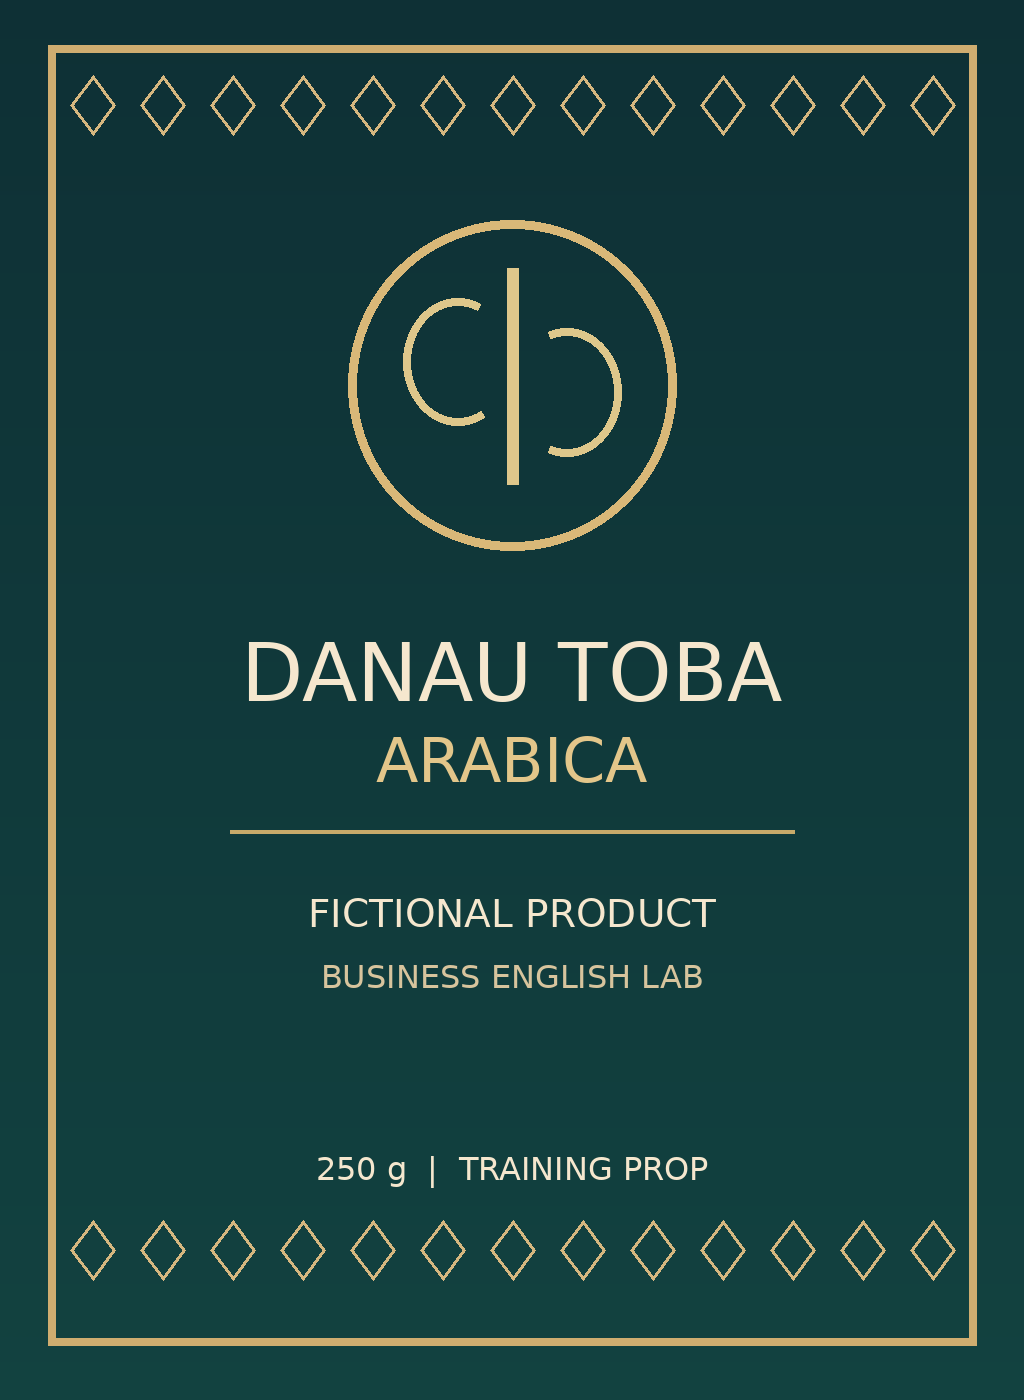 DANAU TOBA
ARABICA
FICTIONAL PRODUCT
BUSINESS ENGLISH LAB
250 g | TRAINING PROP